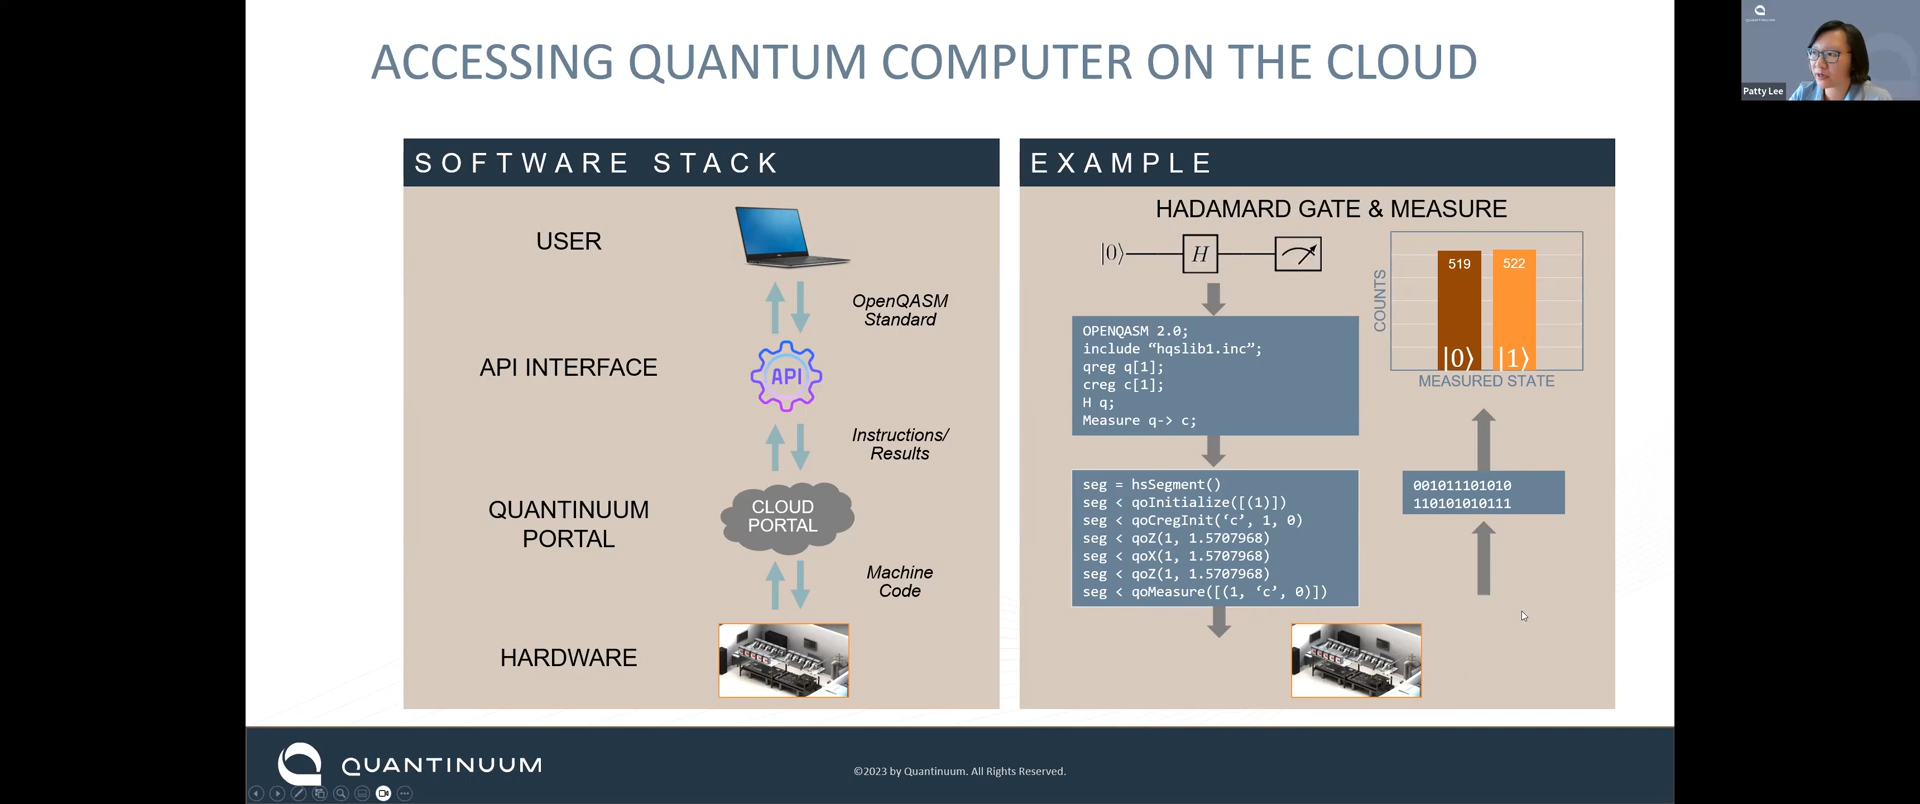 ACCESSING QUANTUM COMPUTER ON THE CLOUD
SOFTWARE STACK
USER
OpenQASM
Standard
API INTERFACE
API
Instructions/
Results
QUANTINUUM
PORTAL
CLOUD
PORTAL
Machine
Code
HARDWARE
EXAMPLE
HADAMARD GATE & MEASURE
|0⟩
H
OPENQASM 2.0;
include “hqslib1.inc”;
qreg q[1];
creg c[1];
H q;
Measure q-> c;
seg = hsSegment()
seg < qoInitialize([(1)])
seg < qoCregInit(‘c’, 1, 0)
seg < qoZ(1, 1.5707968)
seg < qoX(1, 1.5707968)
seg < qoZ(1, 1.5707968)
seg < qoMeasure([(1, ‘c’, 0)])
COUNTS
519 522
|0⟩ |1⟩
MEASURED STATE
001011101010
110101010111
QUANTINUUM
©2023 by Quantinuum. All Rights Reserved.
QUANTINUUM
Patty Lee